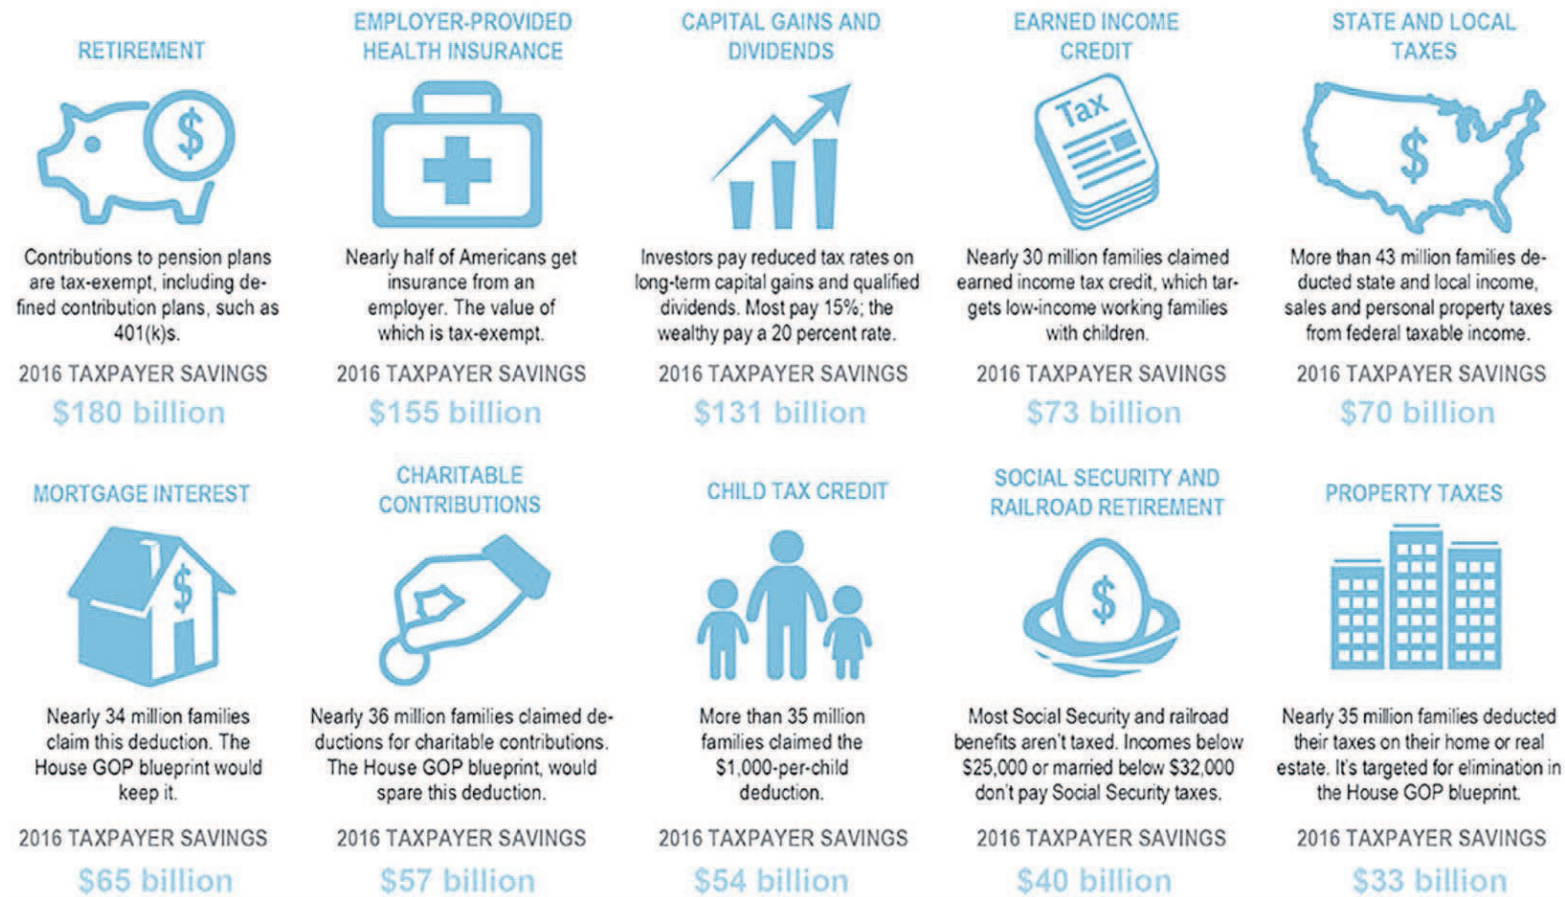 RETIREMENT
$
Contributions to pension plans
are tax-exempt, including de-
fined contribution plans, such as
401(k)s.
2016 TAXPAYER SAVINGS
$180 billion
EMPLOYER-PROVIDED
HEALTH INSURANCE
Nearly half of Americans get
insurance from an
employer. The value of
which is tax-exempt.
2016 TAXPAYER SAVINGS
$155 billion
CAPITAL GAINS AND
DIVIDENDS
Investors pay reduced tax rates on
long-term capital gains and qualified
dividends. Most pay 15%; the
wealthy pay a 20 percent rate.
2016 TAXPAYER SAVINGS
$131 billion
EARNED INCOME
CREDIT
Tax
Nearly 30 million families claimed
earned income tax credit, which tar-
gets low-income working families
with children.
2016 TAXPAYER SAVINGS
$73 billion
STATE AND LOCAL
TAXES
$
More than 43 million families de-
ducted state and local income,
sales and personal property taxes
from federal taxable income.
2016 TAXPAYER SAVINGS
$70 billion
MORTGAGE INTEREST
$
Nearly 34 million families
claim this deduction. The
House GOP blueprint would
keep it.
2016 TAXPAYER SAVINGS
$65 billion
CHARITABLE
CONTRIBUTIONS
Nearly 36 million families claimed de-
ductions for charitable contributions.
The House GOP blueprint, would
spare this deduction.
2016 TAXPAYER SAVINGS
$57 billion
CHILD TAX CREDIT
More than 35 million
families claimed the
$1,000-per-child
deduction.
2016 TAXPAYER SAVINGS
$54 billion
SOCIAL SECURITY AND
RAILROAD RETIREMENT
$
Most Social Security and railroad
benefits aren't taxed. Incomes below
$25,000 or married below $32,000
don't pay Social Security taxes.
2016 TAXPAYER SAVINGS
$40 billion
PROPERTY TAXES
Nearly 35 million families deducted
their taxes on their home or real
estate. It's targeted for elimination in
the House GOP blueprint.
2016 TAXPAYER SAVINGS
$33 billion